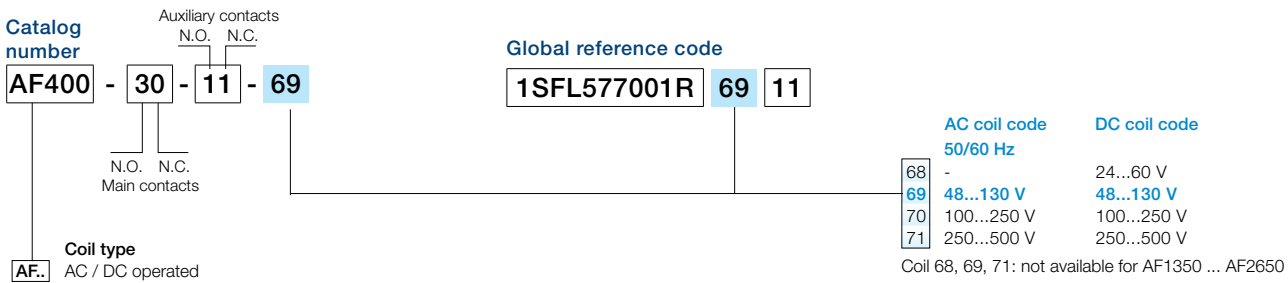 Catalog
number
Auxiliary contacts
N.O. N.C.
AF400 - 30 - 11 - 69
N.O. N.C.
Main contacts
Coil type
AF.. AC / DC operated
Global reference code
1SFL577001R 69 11
AC coil code DC coil code
50/60 Hz
68 - 24...60 V
69 48...130 V 48...130 V
70 100...250 V 100...250 V
71 250...500 V 250...500 V
Coil 68, 69, 71: not available for AF1350 ... AF2650